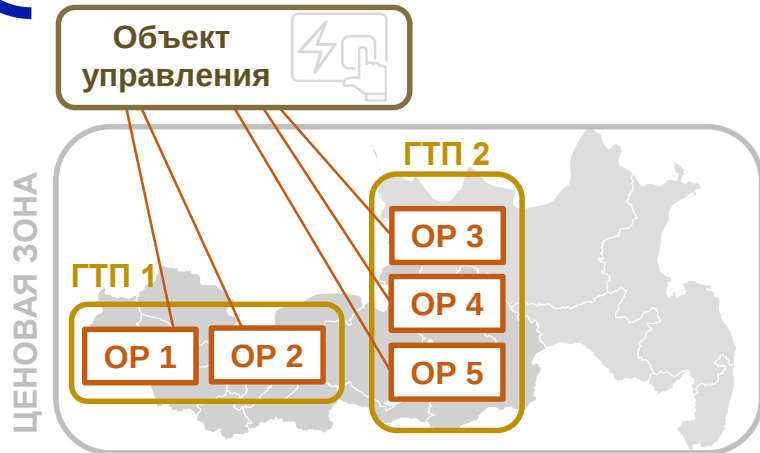 Объект
управления
ЦЕНОВАЯ ЗОНА
ГТП 2
ОР 3
ГТП 1
ОР 4
ОР 1
ОР 2
ОР 5